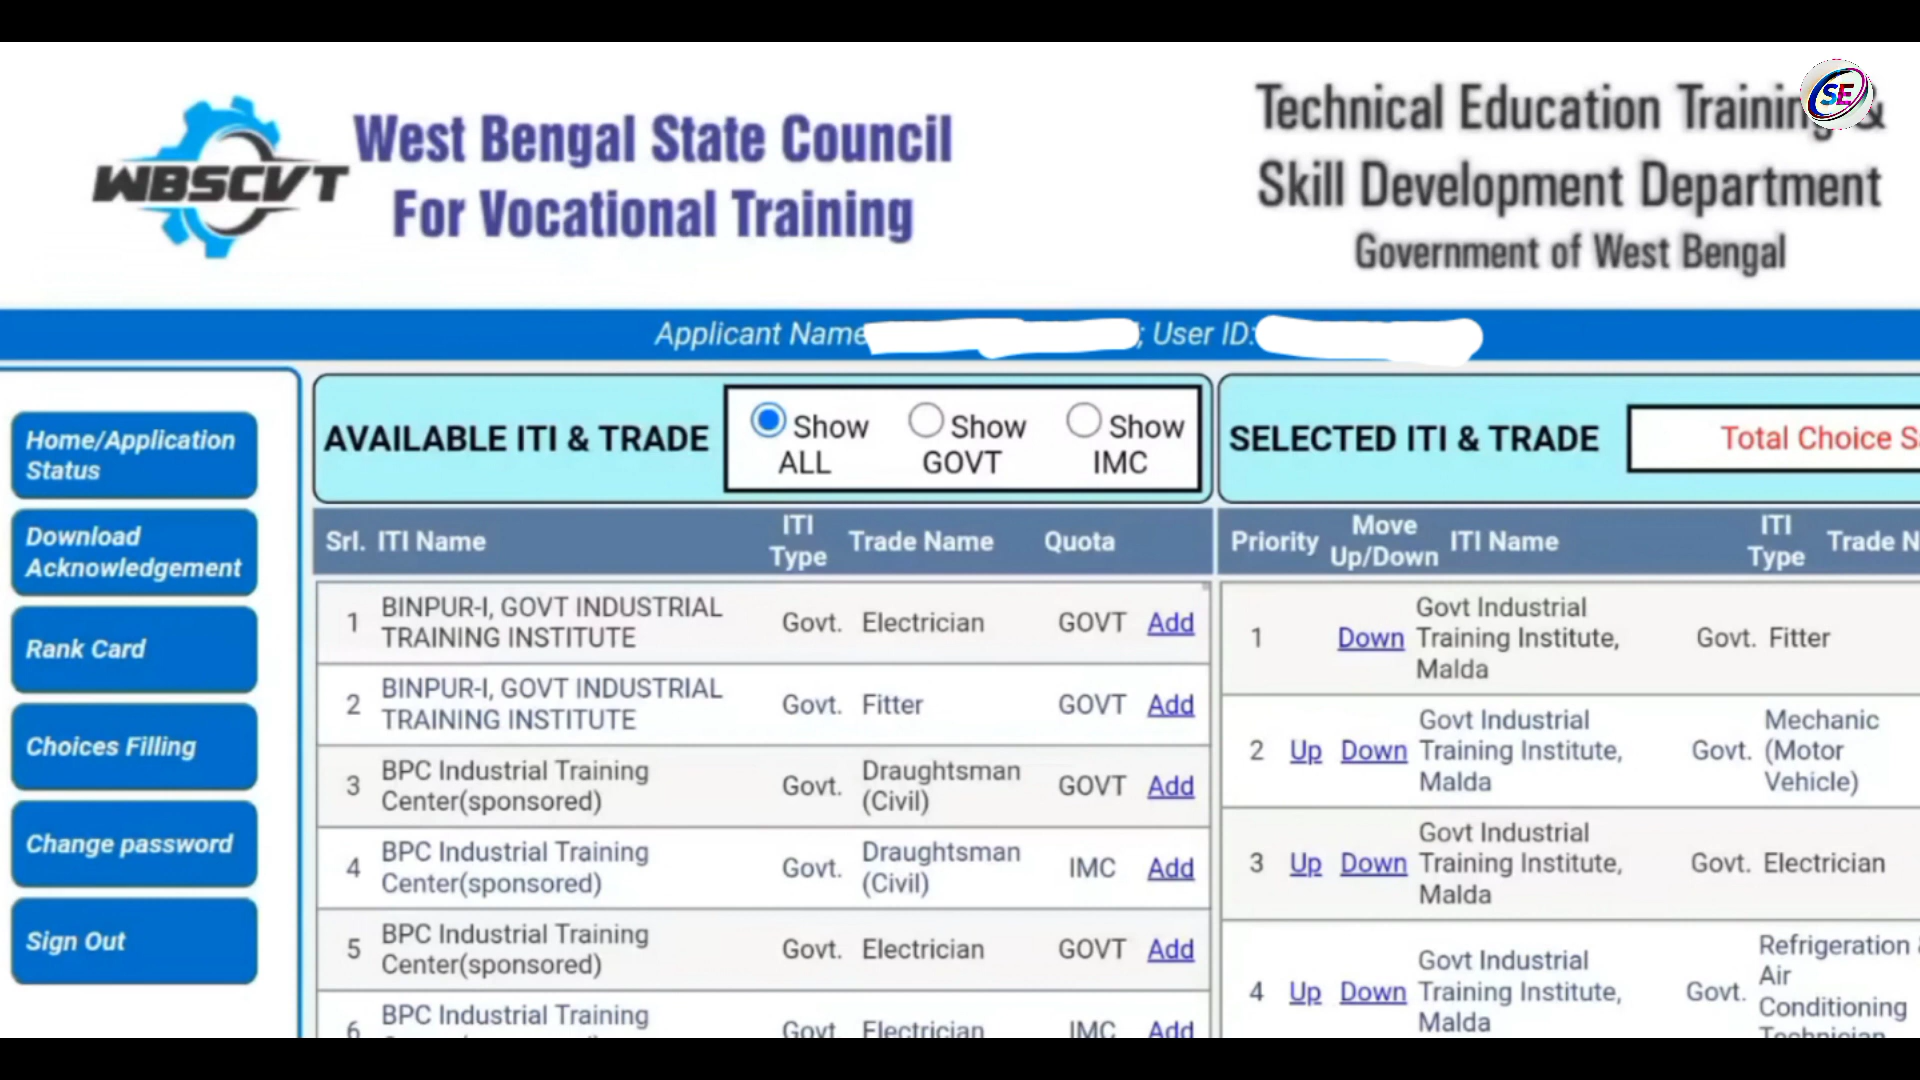 WBSCVT
West Bengal State Council
For Vocational Training
Technical Education Training &
Skill Development Department
Government of West Bengal
SE
Applicant Name
; User ID:
Home/Application
Status
Download
Acknowledgement
Rank Card
Choices Filling
Change password
Sign Out
AVAILABLE ITI & TRADE
Show ALL
Show GOVT
Show IMC
Srl. ITI Name ITI Type Trade Name Quota
1 BINPUR-I, GOVT INDUSTRIAL TRAINING INSTITUTE Govt. Electrician GOVT Add
2 BINPUR-I, GOVT INDUSTRIAL TRAINING INSTITUTE Govt. Fitter GOVT Add
3 BPC Industrial Training Center(sponsored) Govt. Draughtsman (Civil) GOVT Add
4 BPC Industrial Training Center(sponsored) Govt. Draughtsman (Civil) IMC Add
5 BPC Industrial Training Center(sponsored) Govt. Electrician GOVT Add
6 BPC Industrial Training Govt Electrician IMC Add
SELECTED ITI & TRADE
Total Choice S
Priority Move Up/Down ITI Name ITI Type Trade N
1 Down Govt Industrial Training Institute, Malda Govt. Fitter
2 Up Down Govt Industrial Training Institute, Malda Govt. Mechanic (Motor Vehicle)
3 Up Down Govt Industrial Training Institute, Malda Govt. Electrician
4 Up Down Govt Industrial Training Institute, Malda Govt. Refrigeration & Air Conditioning Technician